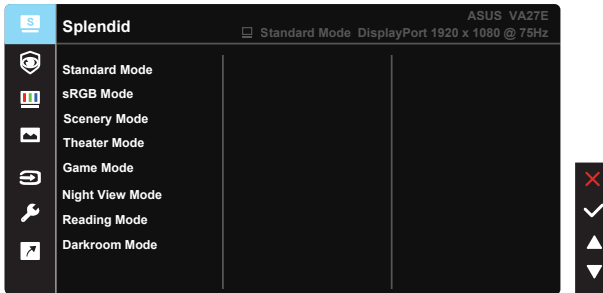 S
Splendid
ASUS VA27E
Standard Mode DisplayPort 1920 x 1080 @ 75Hz
Standard Mode
sRGB Mode
Scenery Mode
Theater Mode
Game Mode
Night View Mode
Reading Mode
Darkroom Mode